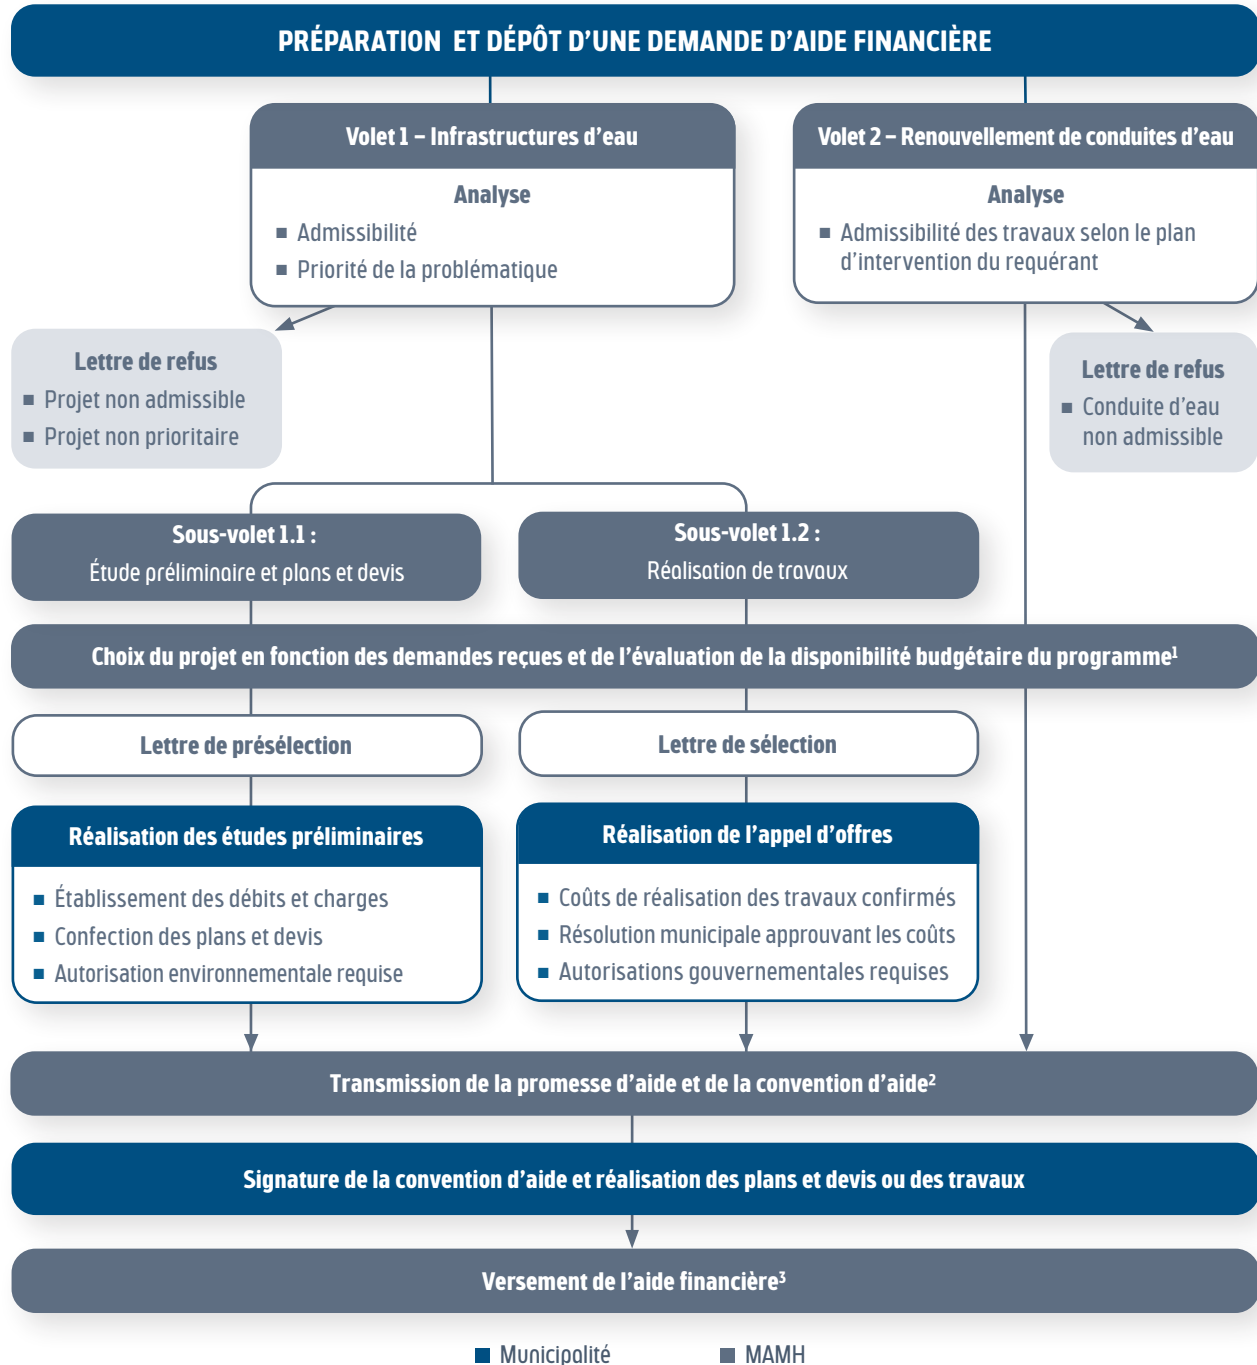 PRÉPARATION ET DÉPÔT D'UNE DEMANDE D'AIDE FINANCIÈRE
Volet 1 – Infrastructures d'eau
Analyse
■ Admissibilité
■ Priorité de la problématique
Volet 2 – Renouvellement de conduites d'eau
Analyse
■ Admissibilité des travaux selon le plan
d'intervention du requérant
Lettre de refus
■ Projet non admissible
■ Projet non prioritaire
Lettre de refus
■ Conduite d'eau
non admissible
Sous-volet 1.1 :
Étude préliminaire et plans et devis
Sous-volet 1.2 :
Réalisation de travaux
Choix du projet en fonction des demandes reçues et de l'évaluation de la disponibilité budgétaire du programme¹
Lettre de présélection
Lettre de sélection
Réalisation des études préliminaires
■ Établissement des débits et charges
■ Confection des plans et devis
■ Autorisation environnementale requise
Réalisation de l'appel d'offres
■ Coûts de réalisation des travaux confirmés
■ Résolution municipale approuvant les coûts
■ Autorisations gouvernementales requises
Transmission de la promesse d'aide et de la convention d'aide²
Signature de la convention d'aide et réalisation des plans et devis ou des travaux
Versement de l'aide financière³
■ Municipalité
■ MAMH